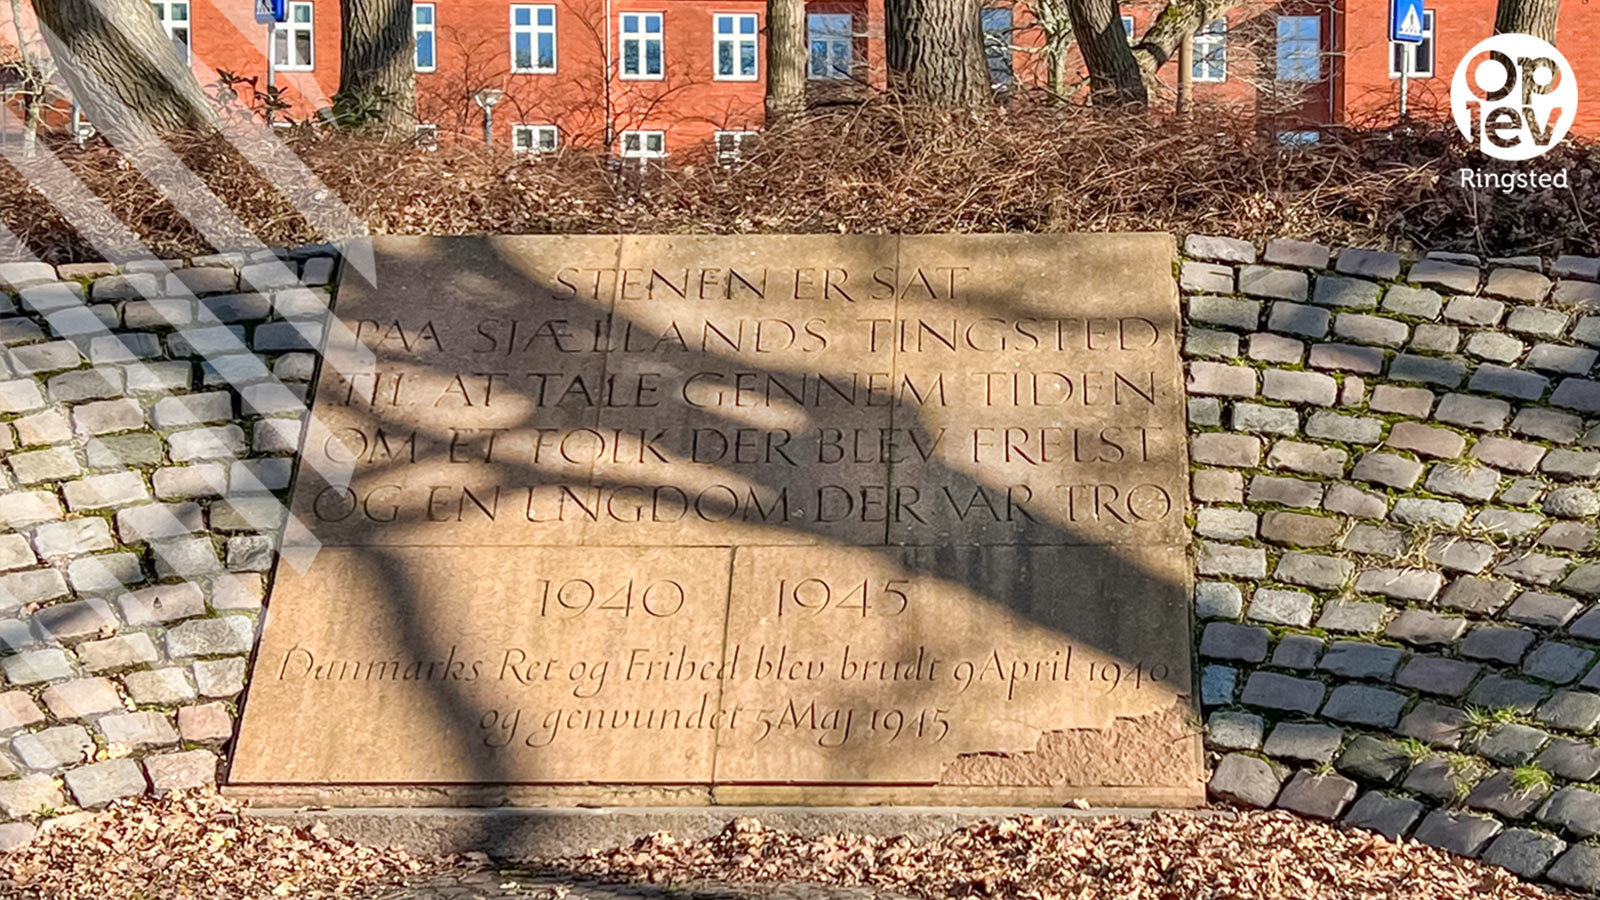 OPLEV
Ringsted
STENEN ER SAT
PAA SJÆLLANDS TINGSTED
TIL AT TALE GENNEM TIDEN
OM ET FOLK DER BLEV FRELST
OG EN UNGDOM DER VAR TRO
1940 1945
Danmarks Ret og Frihed blev brudt 9 April 1940
og genvundet 5 Maj 1945